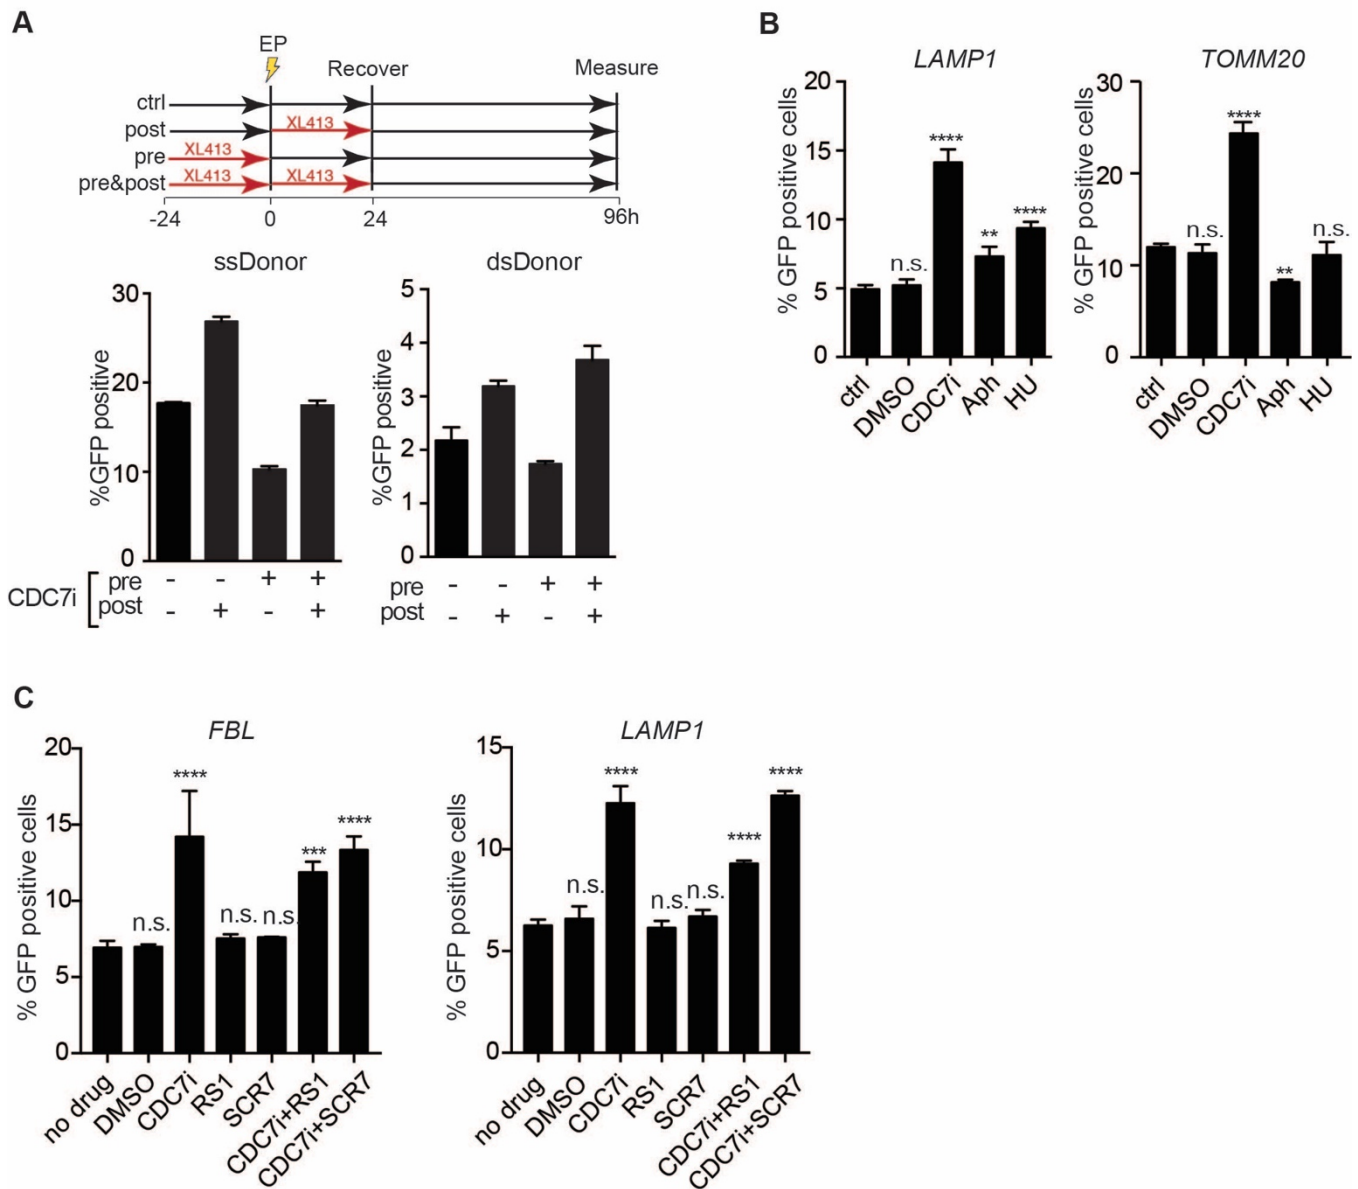 A
EP
Recover
Measure
ctrl
post
XL413
pre
XL413
pre&post
XL413
XL413
-24
0
24
96h
ssDonor
%GFP positive
30
20
10
0
CDC7i
pre - - + +
post - + - +
dsDonor
%GFP positive
5
4
3
2
1
0
pre - - + +
post - + - +
B
LAMP1
% GFP positive cells
20
15
10
5
0
n.s.
****
**
****
ctrl
DMSO
CDC7i
Aph
HU
TOMM20
% GFP positive cells
30
20
10
0
n.s.
****
**
n.s.
ctrl
DMSO
CDC7i
Aph
HU
C
FBL
% GFP positive cells
20
15
10
5
0
n.s.
****
n.s.
n.s.
***
****
no drug
DMSO
CDC7i
RS1
SCR7
CDC7i+RS1
CDC7i+SCR7
LAMP1
% GFP positive cells
15
10
5
0
n.s.
****
n.s.
n.s.
****
****
no drug
DMSO
CDC7i
RS1
SCR7
CDC7i+RS1
CDC7i+SCR7